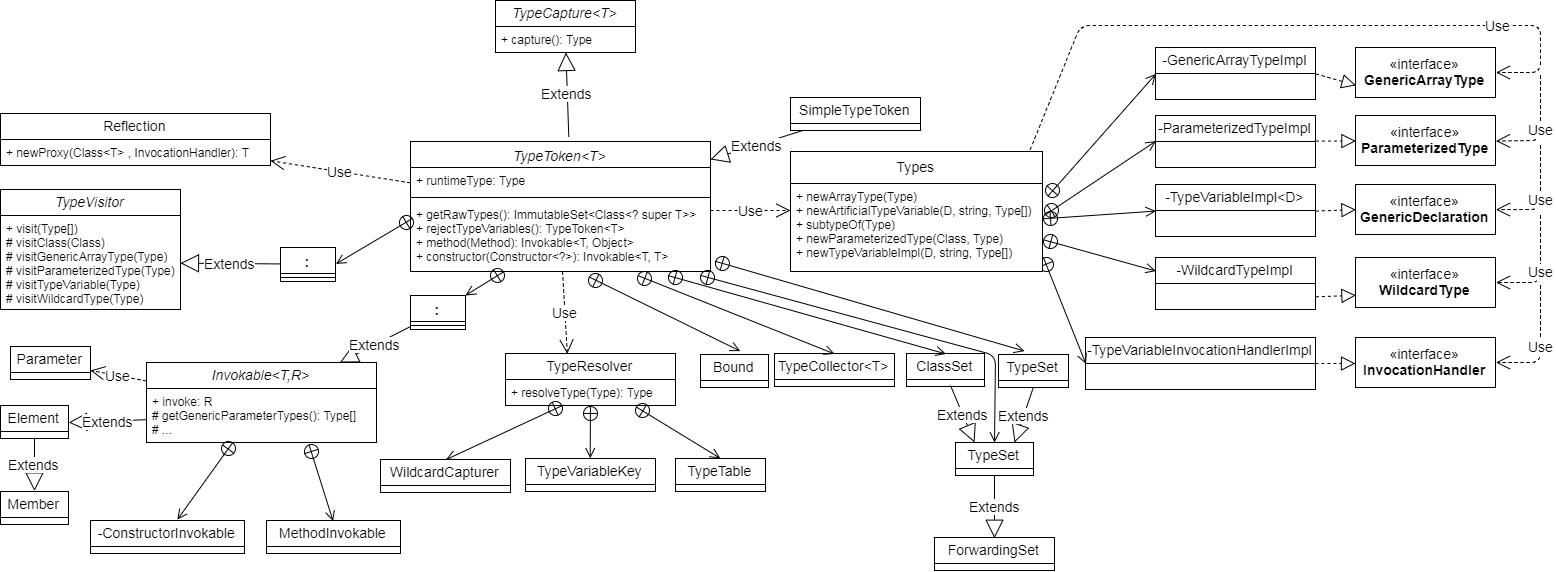 TypeCapture<T>
+ capture(): Type
Extends
Use
-GenericArrayTypeImpl
«interface»
GenericArrayType
SimpleTypeToken
Reflection
+ newProxy(Class<T> , InvocationHandler): T
Use
Extends
TypeToken<T>
+ runtimeType: Type
+ getRawTypes(): ImmutableSet<Class<? super T>>
+ rejectTypeVariables(): TypeToken<T>
+ method(Method): Invokable<T, Object>
+ constructor(Constructor<?>): Invokable<T, T>
Use
Types
+ newArrayType(Type)
+ newArtificialTypeVariable(D, string, Type[])
+ subtypeOf(Type)
+ newParameterizedType(Class, Type)
+ newTypeVariableImpl(D, string, Type[])
-ParameterizedTypeImpl
«interface»
ParameterizedType
Use
-TypeVariableImpl<D>
«interface»
GenericDeclaration
Use
-WildcardTypeImpl
«interface»
WildcardType
Use
-TypeVariableInvocationHandlerImpl
«interface»
InvocationHandler
Use
TypeVisitor
+ visit(Type[])
# visitClass(Class)
# visitGenericArrayType(Type)
# visitParameterizedType(Type)
# visitTypeVariable(Type)
# visitWildcardType(Type)
Extends
:
:
Extends
Use
Parameter
Use
Invokable<T,R>
+ invoke: R
# getGenericParameterTypes(): Type[]
# ...
Element
Extends
Extends
Member
-ConstructorInvokable
MethodInvokable
TypeResolver
+ resolveType(Type): Type
WildcardCapturer
TypeVariableKey
TypeTable
Bound
TypeCollector<T>
ClassSet
TypeSet
Extends
Extends
TypeSet
Extends
ForwardingSet